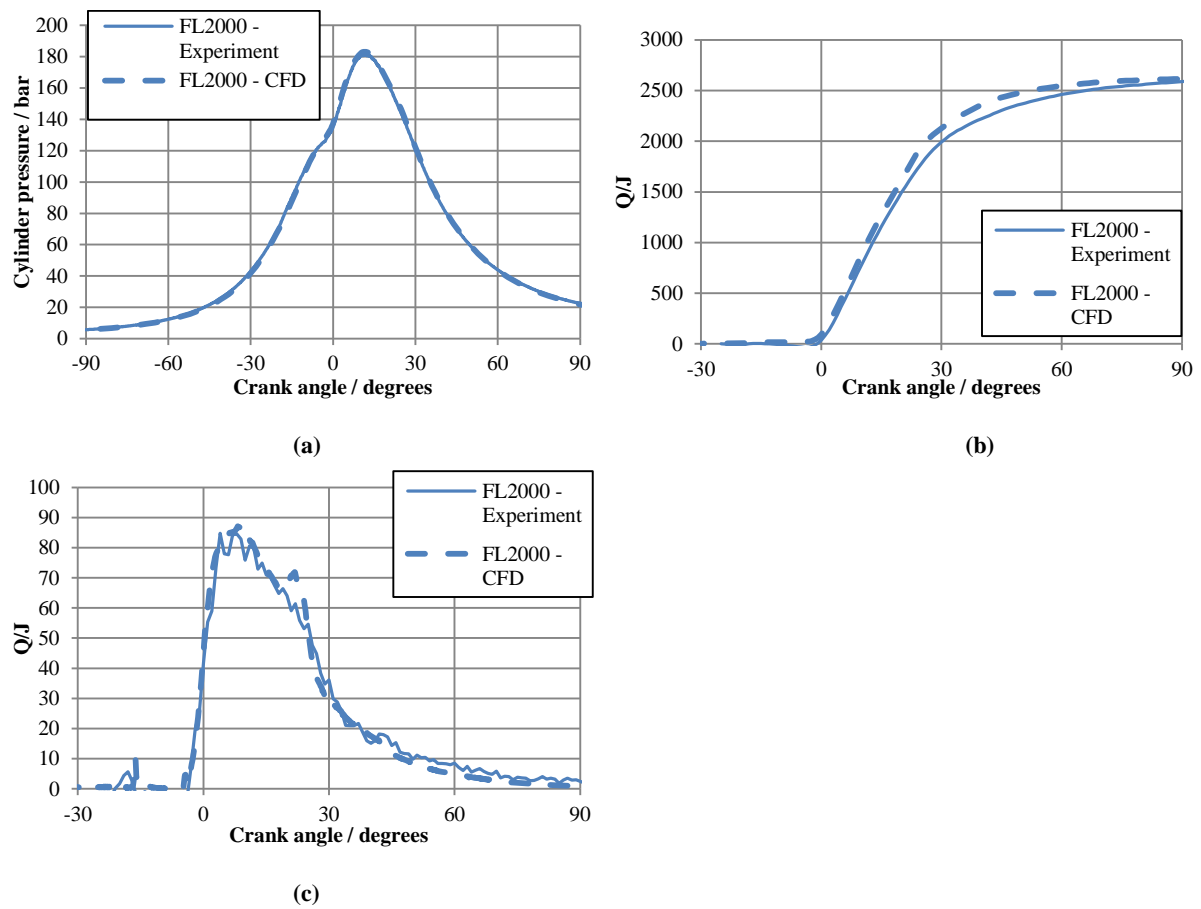 FL2000 -
Experiment
FL2000 - CFD
Cylinder pressure / bar
200
180
160
140
120
100
80
60
40
20
0
-90
-60
-30
0
30
60
90
Crank angle / degrees
(a)
Q/J
3000
2500
2000
1500
1000
500
0
FL2000 -
Experiment
FL2000 -
CFD
-30
0
30
60
90
Crank angle / degrees
(b)
Q/J
100
90
80
70
60
50
40
30
20
10
0
FL2000 -
Experiment
FL2000 -
CFD
-30
0
30
60
90
Crank angle / degrees
(c)